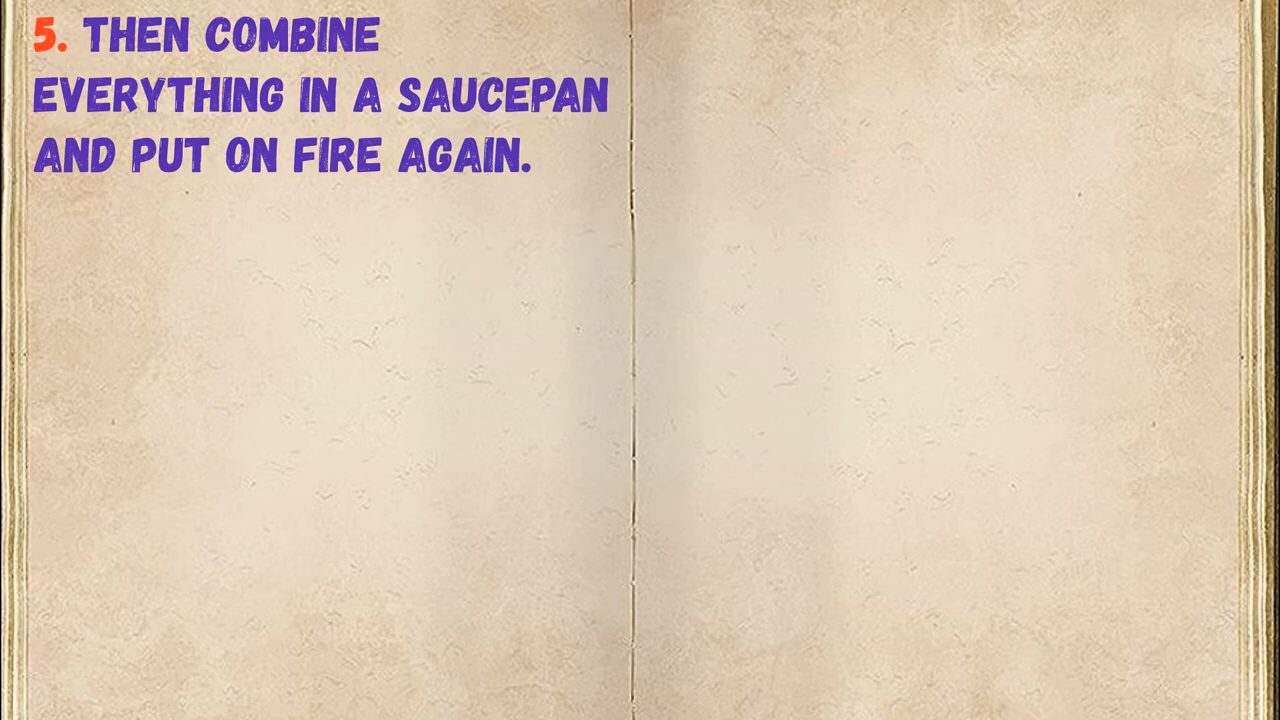 5. THEN COMBINE
EVERYTHING IN A SAUCEPAN
AND PUT ON FIRE AGAIN.